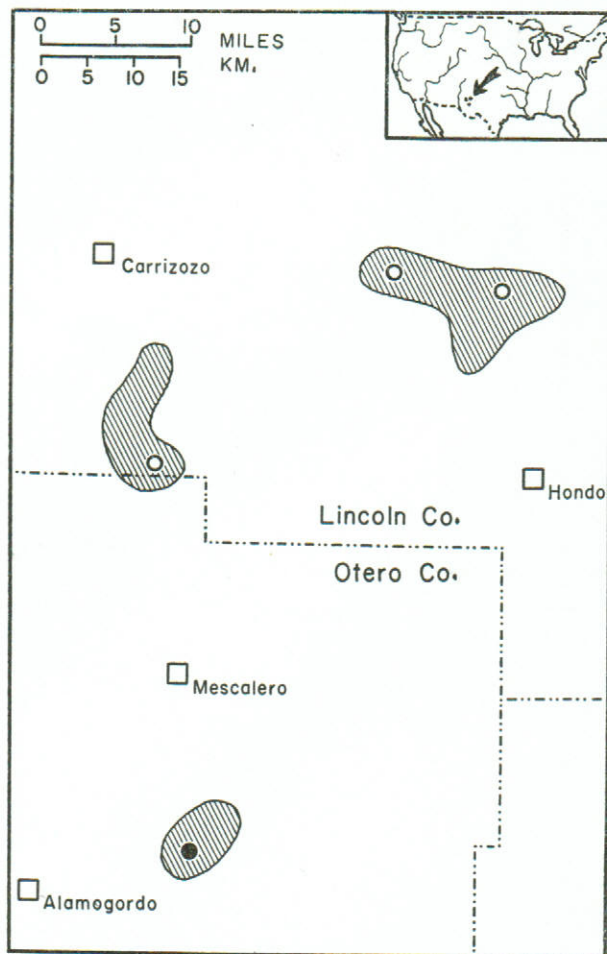 0 5 10 MILES
0 5 10 15 KM.
Carrizozo
Hondo
Lincoln Co.
Otero Co.
Mescalero
Alamogordo